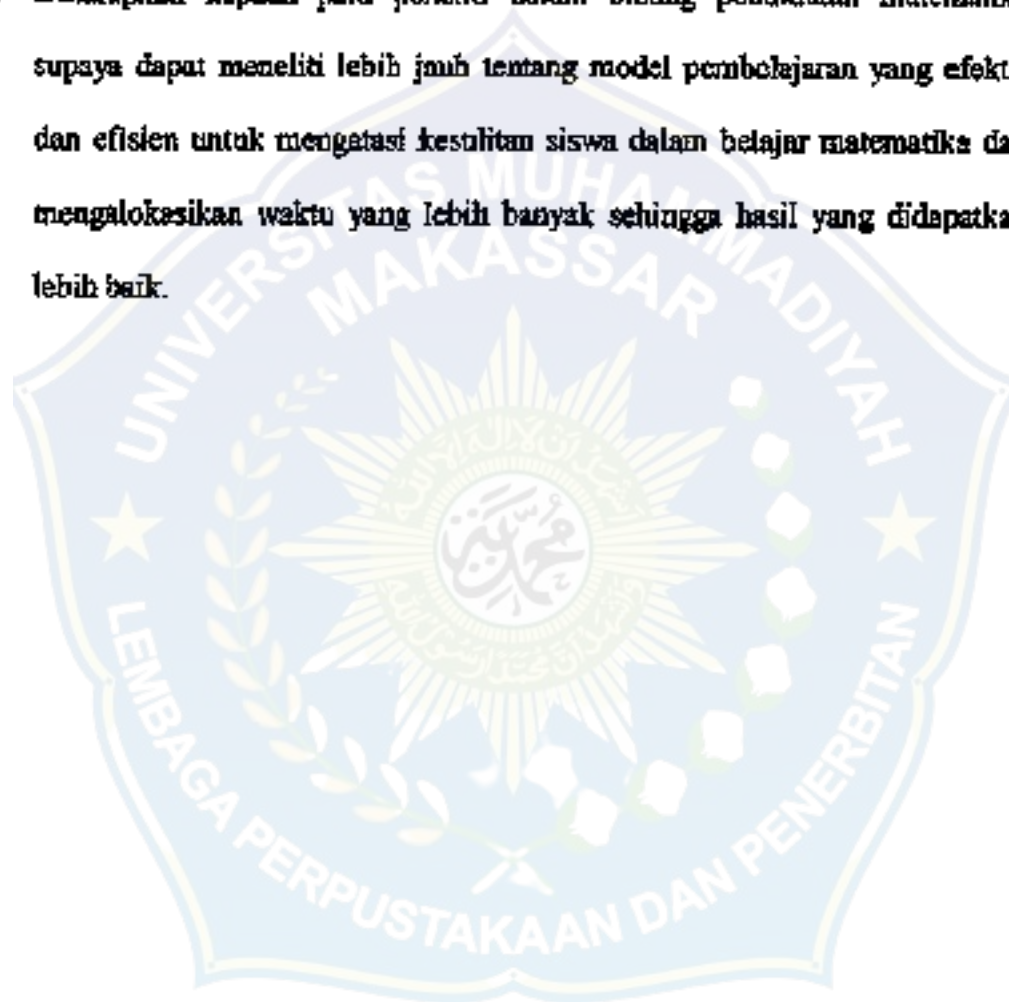 supaya dapat meneliti lebih jauh tentang model pembelajaran yang efekt
dan efisien untuk mengatasi kesulitan siswa dalam belajar matematika da
mengalokasikan waktu yang lebih banyak sehingga hasil yang didapatka
lebih baik.
UNIVERSITAS MUHAMMADIYAH
MAKASSAR
LEMBAGA PERPUSTAKAAN DAN PENERBITAN